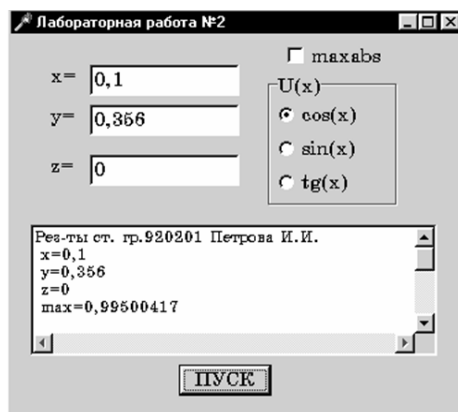 Лабораторная работа №2
maxabs
x= 0,1
U(x)
y= 0,356
cos(x)
sin(x)
z= 0
tg(x)
Рез-ты ст. гр.920201 Петрова И.И.
x=0,1
y=0,356
z=0
max=0,99500417
ПУСК